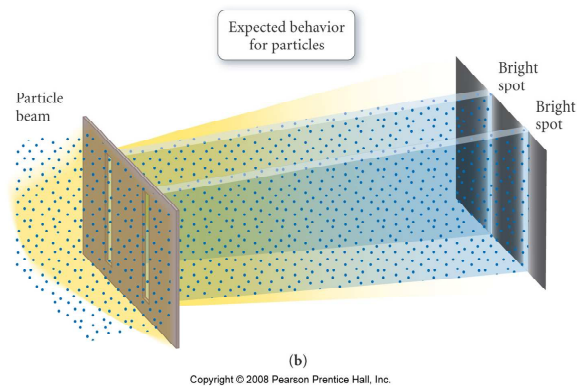 Expected behavior
for particles
Particle
beam
Bright
spot
Bright
spot
(b)
Copyright © 2008 Pearson Prentice Hall, Inc.